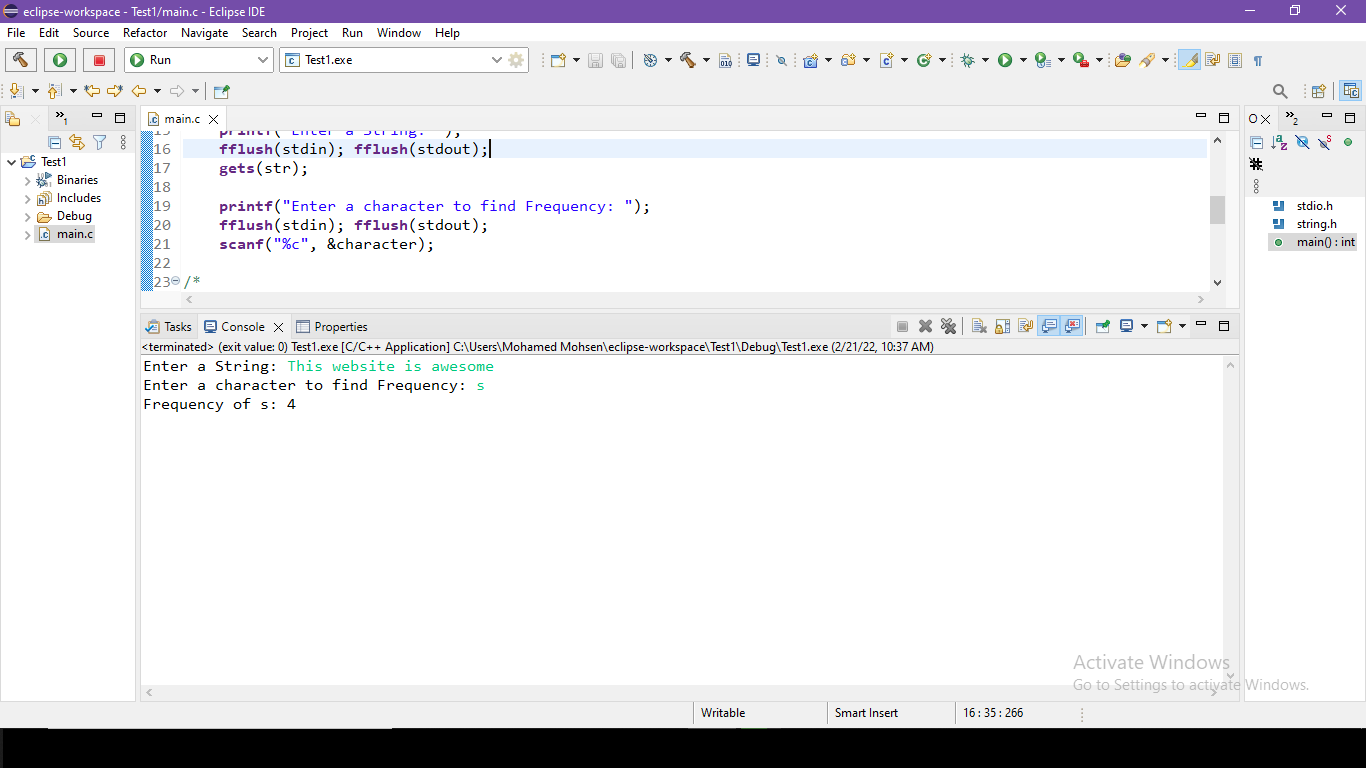 eclipse-workspace - Test1/main.c - Eclipse IDE
File Edit Source Refactor Navigate Search Project Run Window Help
Run
Test1.exe
main.c
Test1
Binaries
Includes
Debug
main.c
15 printf("Enter a String: ");
16 fflush(stdin); fflush(stdout);
17 gets(str);
18
19 printf("Enter a character to find Frequency: ");
20 fflush(stdin); fflush(stdout);
21 scanf("%c", &character);
22
23 /*
stdio.h
string.h
main() : int
Tasks Console Properties
<terminated> (exit value: 0) Test1.exe [C/C++ Application] C:\Users\Mohamed Mohsen\eclipse-workspace\Test1\Debug\Test1.exe (2/21/22, 10:37 AM)
Enter a String: This website is awesome
Enter a character to find Frequency: s
Frequency of s: 4
Activate Windows
Go to Settings to activate Windows.
Writable Smart Insert 16 : 35 : 266